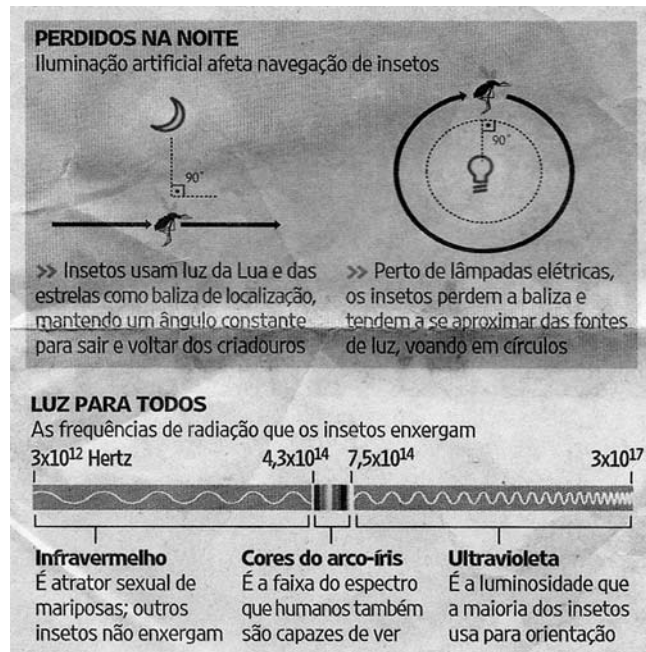 PERDIDOS NA NOITE
Iluminação artificial afeta navegação de insetos
90°
90°
>> Insetos usam luz da Lua e das
estrelas como baliza de localização,
mantendo um ângulo constante
para sair e voltar dos criadouros
>> Perto de lâmpadas elétricas,
os insetos perdem a baliza e
tendem a se aproximar das fontes
de luz, voando em círculos
LUZ PARA TODOS
As frequências de radiação que os insetos enxergam
3x10¹² Hertz 4,3x10¹⁴ 7,5x10¹⁴ 3x10¹⁷
Infravermelho
É atrator sexual de
mariposas; outros
insetos não enxergam
Cores do arco-íris
É a faixa do espectro
que humanos também
são capazes de ver
Ultravioleta
É a luminosidade que
a maioria dos insetos
usa para orientação